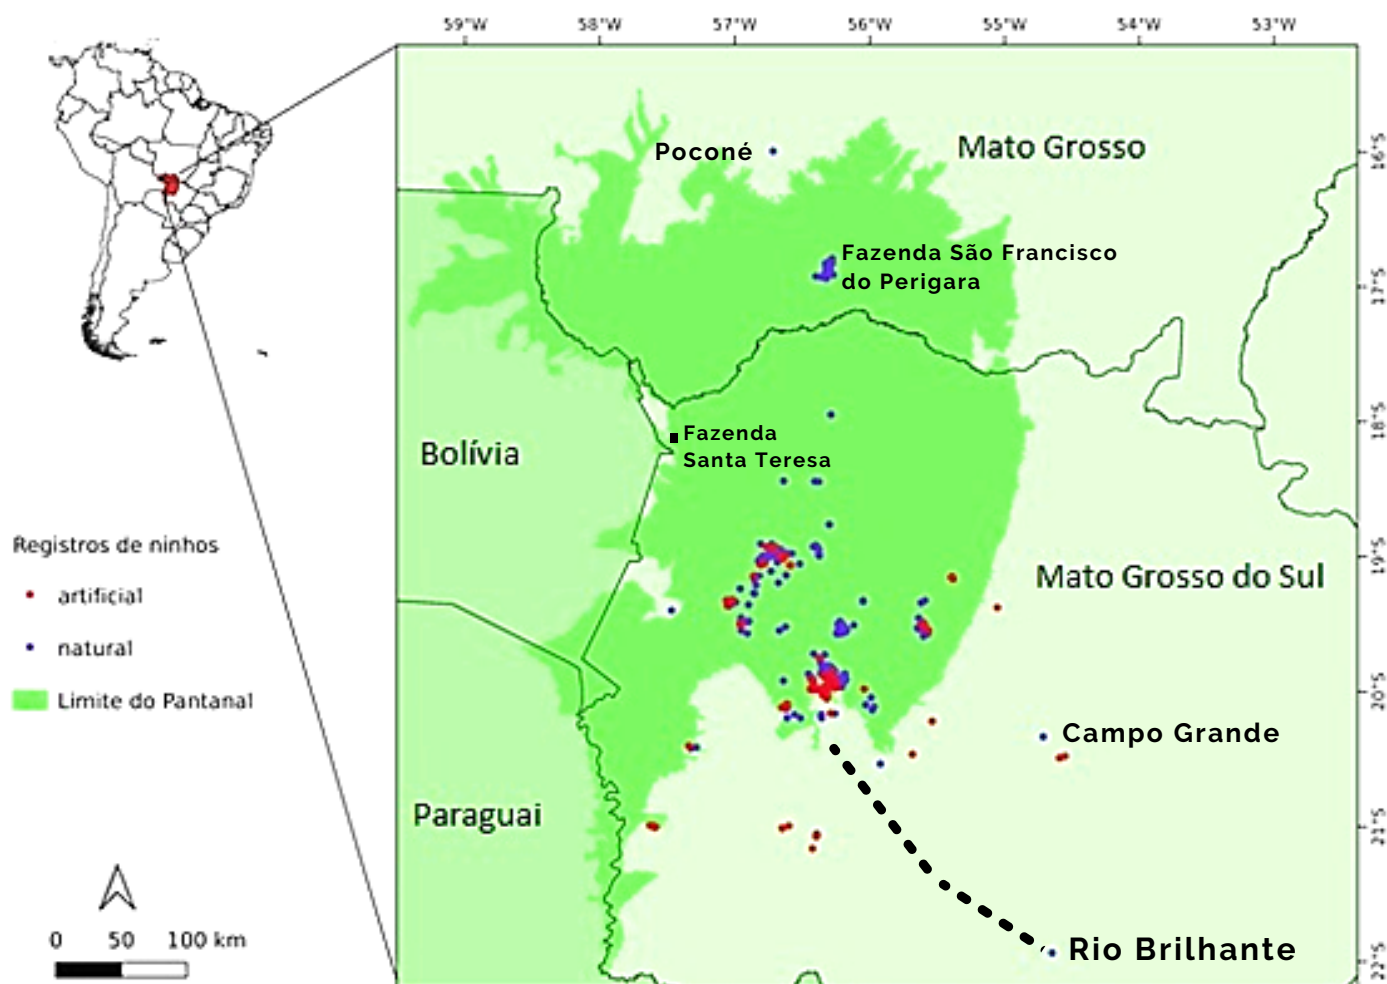 59°W 58°W 57°W 56°W 55°W 54°W 53°W
Poconé
Mato Grosso
16°S
Fazenda São Francisco
do Perigara
17°S
18°S
Fazenda
Santa Teresa
Bolívia
Registros de ninhos
artificial
natural
Limite do Pantanal
19°S
Mato Grosso do Sul
20°S
Campo Grande
Paraguai
21°S
0 50 100 km
Rio Brilhante
22°S